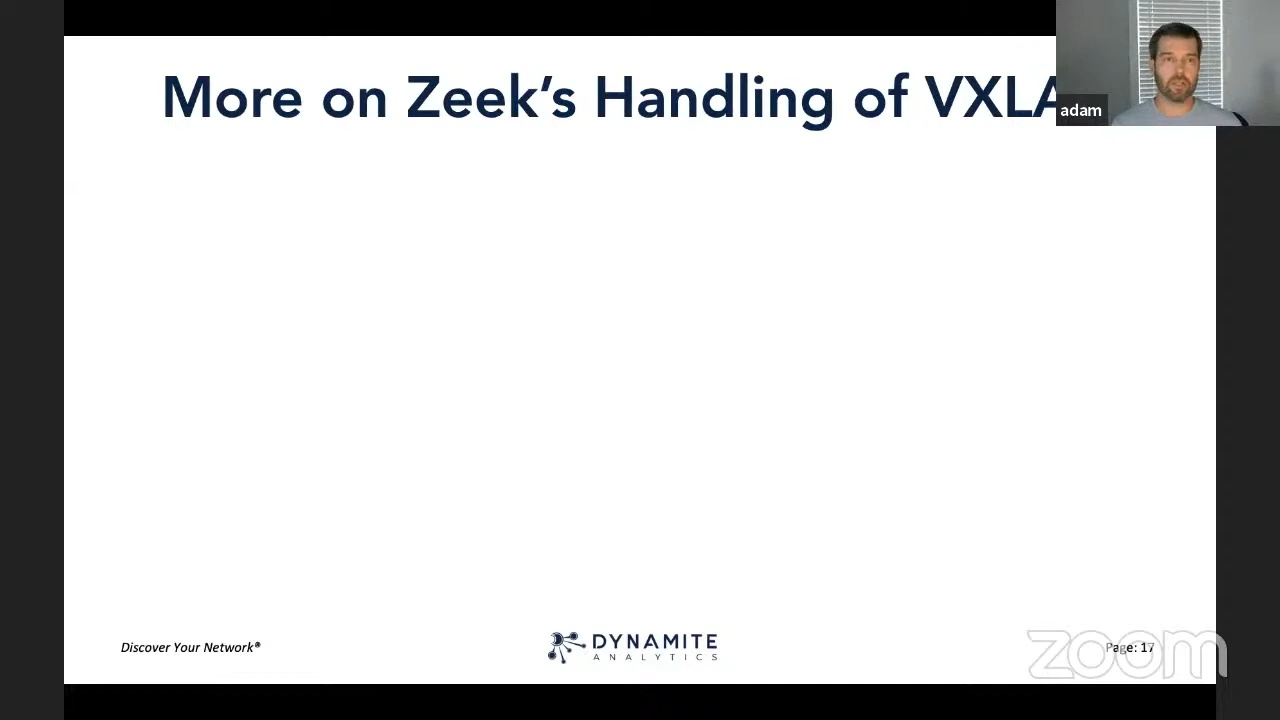 More on Zeek's Handling of VXLA
adam
Discover Your Network®
DYNAMITE
ANALYTICS
Page: 17
zoom